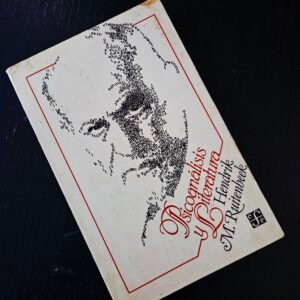 Psicoanálisis
y Literatura
Hendrik
M. Ruitenbeek